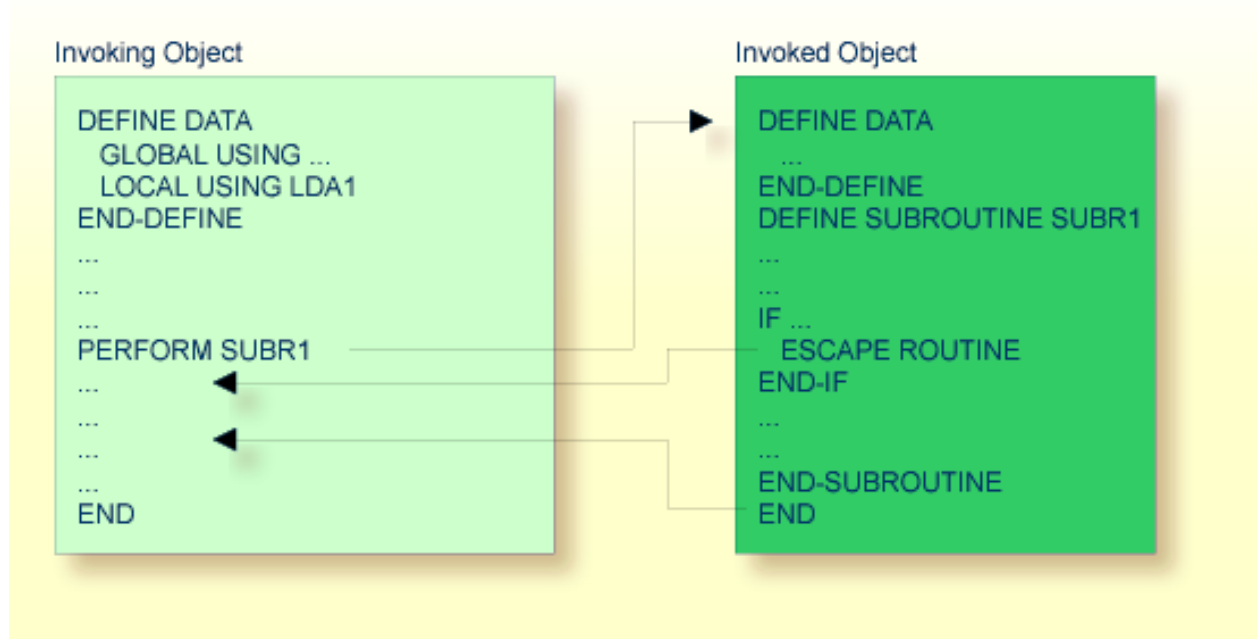 Invoking Object
DEFINE DATA
GLOBAL USING ...
LOCAL USING LDA1
END-DEFINE
...
...
...
PERFORM SUBR1
...
...
...
...
END
Invoked Object
DEFINE DATA
...
END-DEFINE
DEFINE SUBROUTINE SUBR1
...
...
IF ...
ESCAPE ROUTINE
END-IF
...
...
END-SUBROUTINE
END